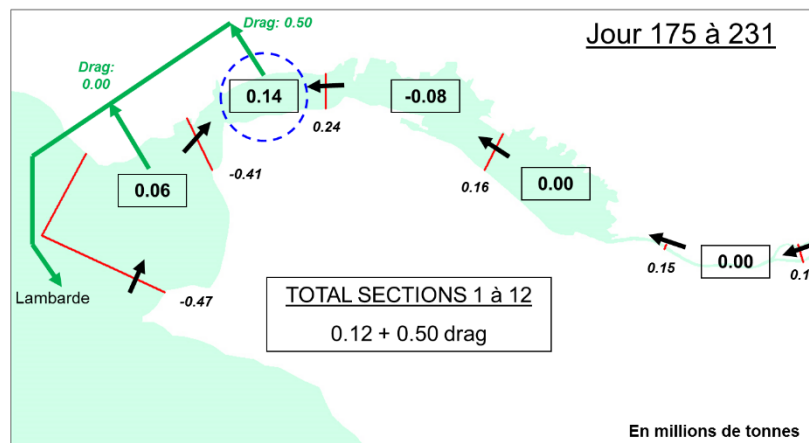 Drag: 0.50
Jour 175 à 231
Drag:
0.00
0.14
-0.08
0.24
-0.41
0.06
0.16
0.00
0.15
0.00
0.1
Lambarde
-0.47
TOTAL SECTIONS 1 à 12
0.12 + 0.50 drag
En millions de tonnes